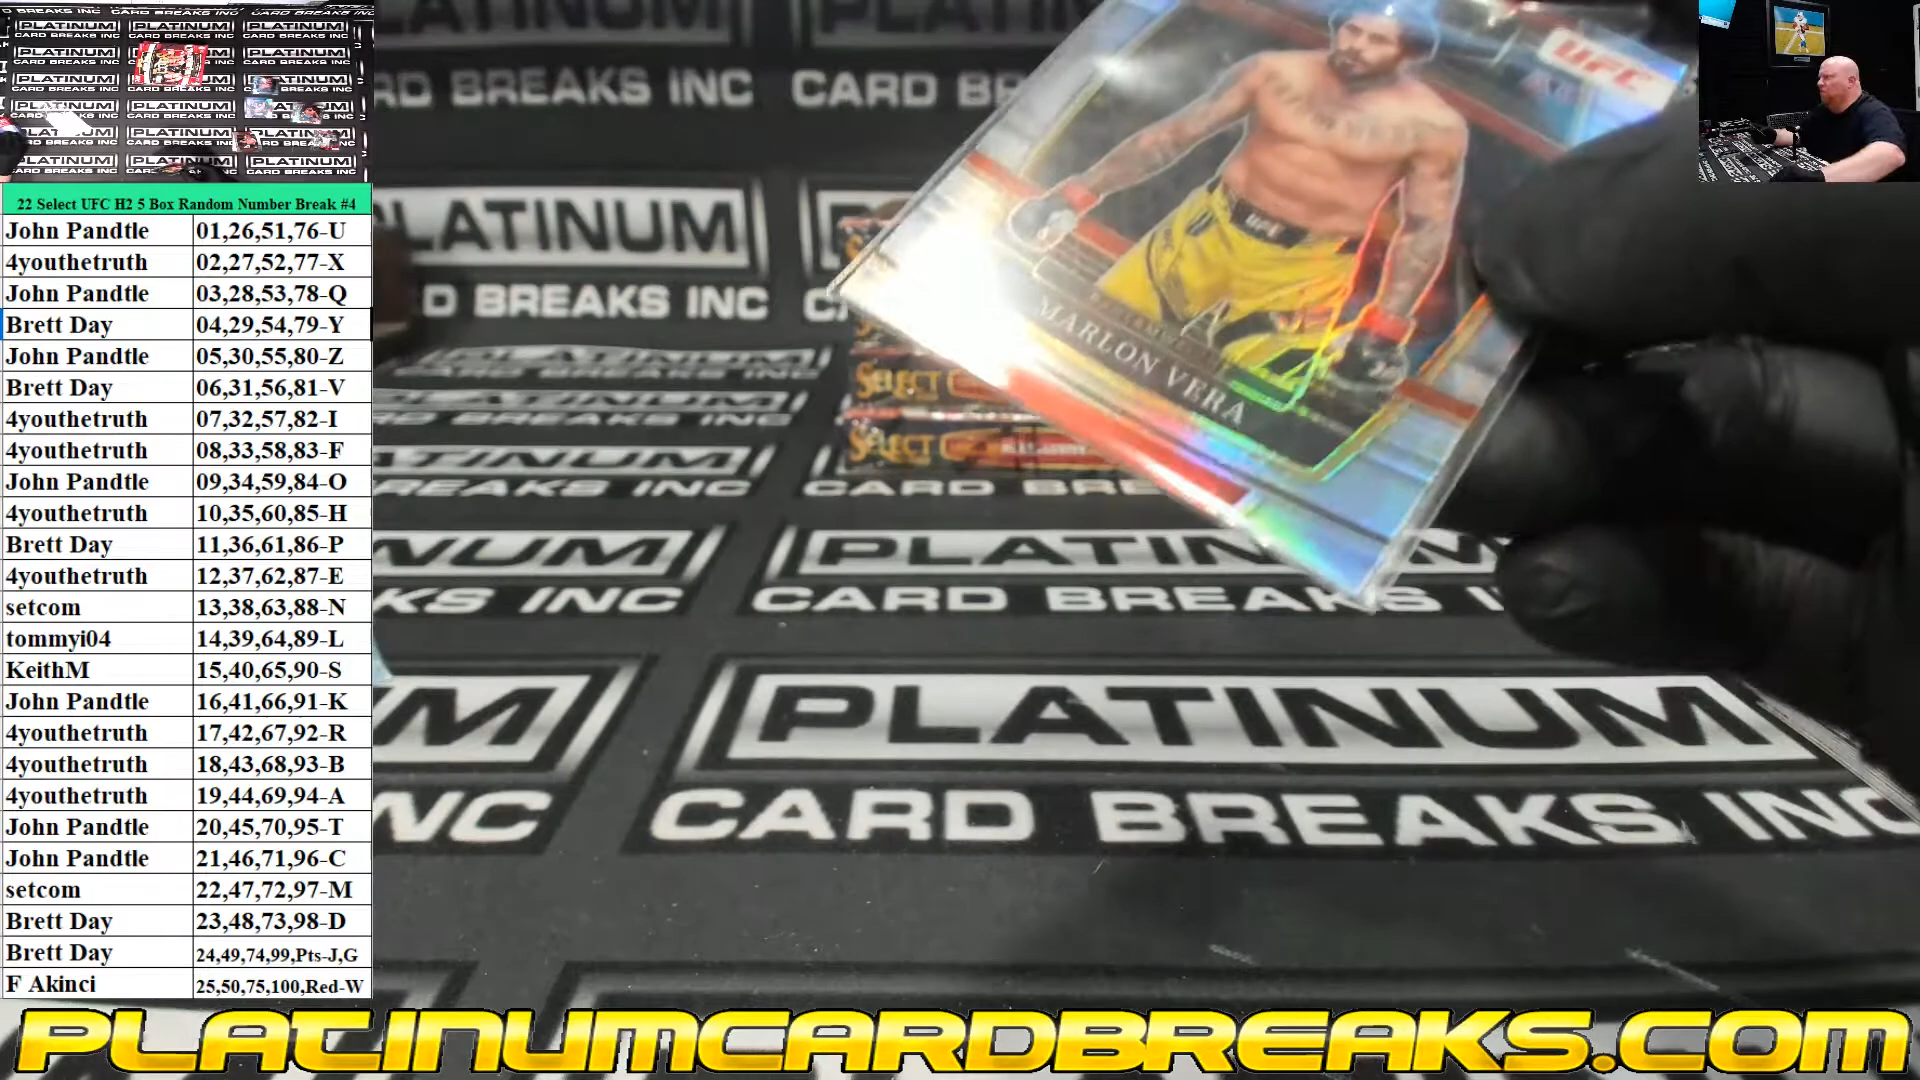 22 Select UFC H2 5 Box Random Number Break #4
John Pandtle 01,26,51,76-U
4youthetruth 02,27,52,77-X
John Pandtle 03,28,53,78-Q
Brett Day 04,29,54,79-Y
John Pandtle 05,30,55,80-Z
Brett Day 06,31,56,81-V
4youthetruth 07,32,57,82-I
4youthetruth 08,33,58,83-F
John Pandtle 09,34,59,84-O
4youthetruth 10,35,60,85-H
Brett Day 11,36,61,86-P
4youthetruth 12,37,62,87-E
setcom 13,38,63,88-N
tommyi04 14,39,64,89-L
KeithM 15,40,65,90-S
John Pandtle 16,41,66,91-K
4youthetruth 17,42,67,92-R
4youthetruth 18,43,68,93-B
4youthetruth 19,44,69,94-A
John Pandtle 20,45,70,95-T
John Pandtle 21,46,71,96-C
setcom 22,47,72,97-M
Brett Day 23,48,73,98-D
Brett Day 24,49,74,99,Pts-J,G
F Akinci 25,50,75,100,Red-W
UFC
UFC
MARLON VERA
SELECT
SELECT
PLATINUM
CARD BREAKS INC
PLATINUM
CARD BREAKS INC
PLATINUMCARDBREAKS.COM